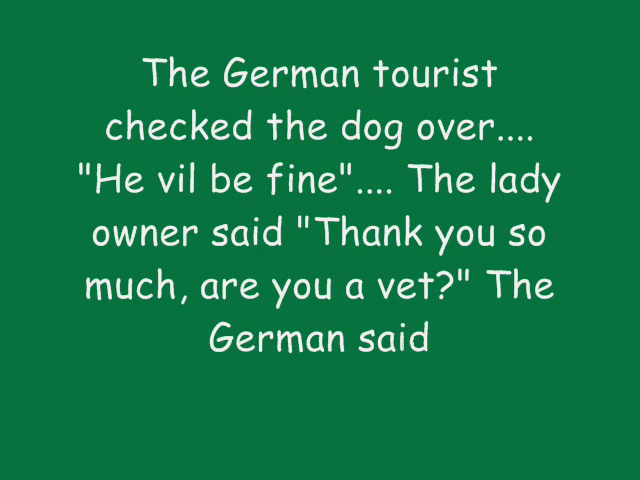 The German tourist
checked the dog over....
"He vil be fine".... The lady
owner said "Thank you so
much, are you a vet?" The
German said